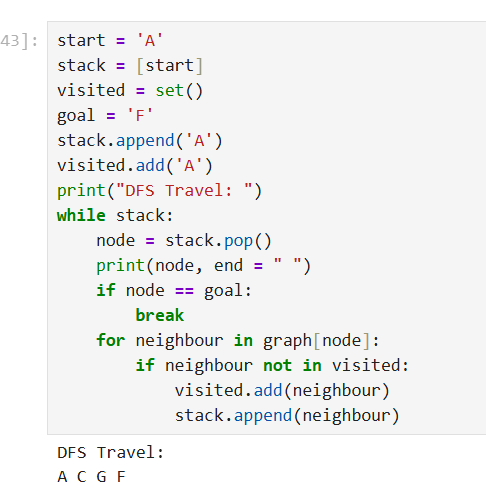 43]:
start = 'A'
stack = [start]
visited = set()
goal = 'F'
stack.append('A')
visited.add('A')
print("DFS Travel: ")
while stack:
    node = stack.pop()
    print(node, end = " ")
    if node == goal:
        break
    for neighbour in graph[node]:
        if neighbour not in visited:
            visited.add(neighbour)
            stack.append(neighbour)
DFS Travel:
A C G F